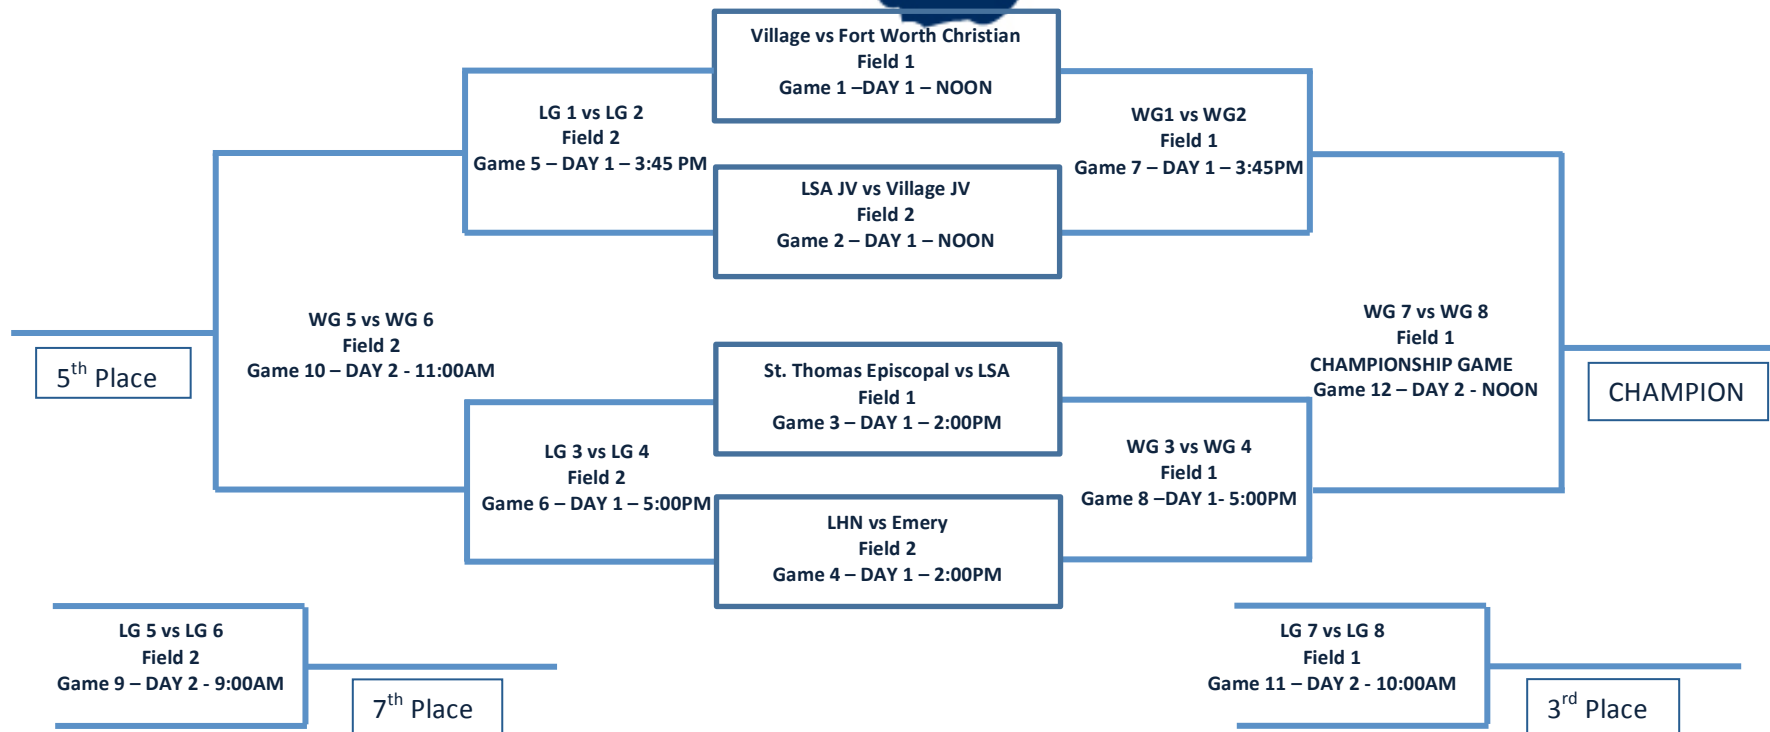 Village vs Fort Worth Christian
Field 1
Game 1 –DAY 1 – NOON
LG 1 vs LG 2
Field 2
Game 5 – DAY 1 – 3:45 PM
WG1 vs WG2
Field 1
Game 7 – DAY 1 – 3:45PM
LSA JV vs Village JV
Field 2
Game 2 – DAY 1 – NOON
WG 5 vs WG 6
Field 2
Game 10 – DAY 2 - 11:00AM
5th Place
WG 7 vs WG 8
Field 1
CHAMPIONSHIP GAME
Game 12 – DAY 2 - NOON
CHAMPION
St. Thomas Episcopal vs LSA
Field 1
Game 3 – DAY 1 – 2:00PM
LG 3 vs LG 4
Field 2
Game 6 – DAY 1 – 5:00PM
WG 3 vs WG 4
Field 1
Game 8 –DAY 1- 5:00PM
LHN vs Emery
Field 2
Game 4 – DAY 1 – 2:00PM
LG 5 vs LG 6
Field 2
Game 9 – DAY 2 - 9:00AM
7th Place
LG 7 vs LG 8
Field 1
Game 11 – DAY 2 - 10:00AM
3rd Place